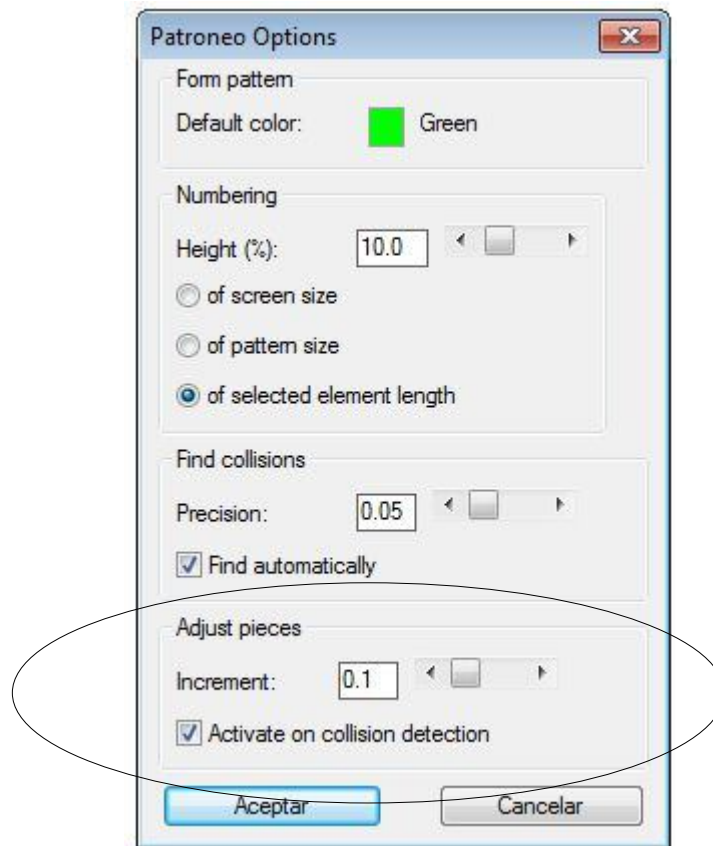 Patroneo Options
Form pattern
Default color: Green
Numbering
Height (%): 10.0
of screen size
of pattern size
of selected element length
Find collisions
Precision: 0.05
Find automatically
Adjust pieces
Increment: 0.1
Activate on collision detection
Aceptar Cancelar